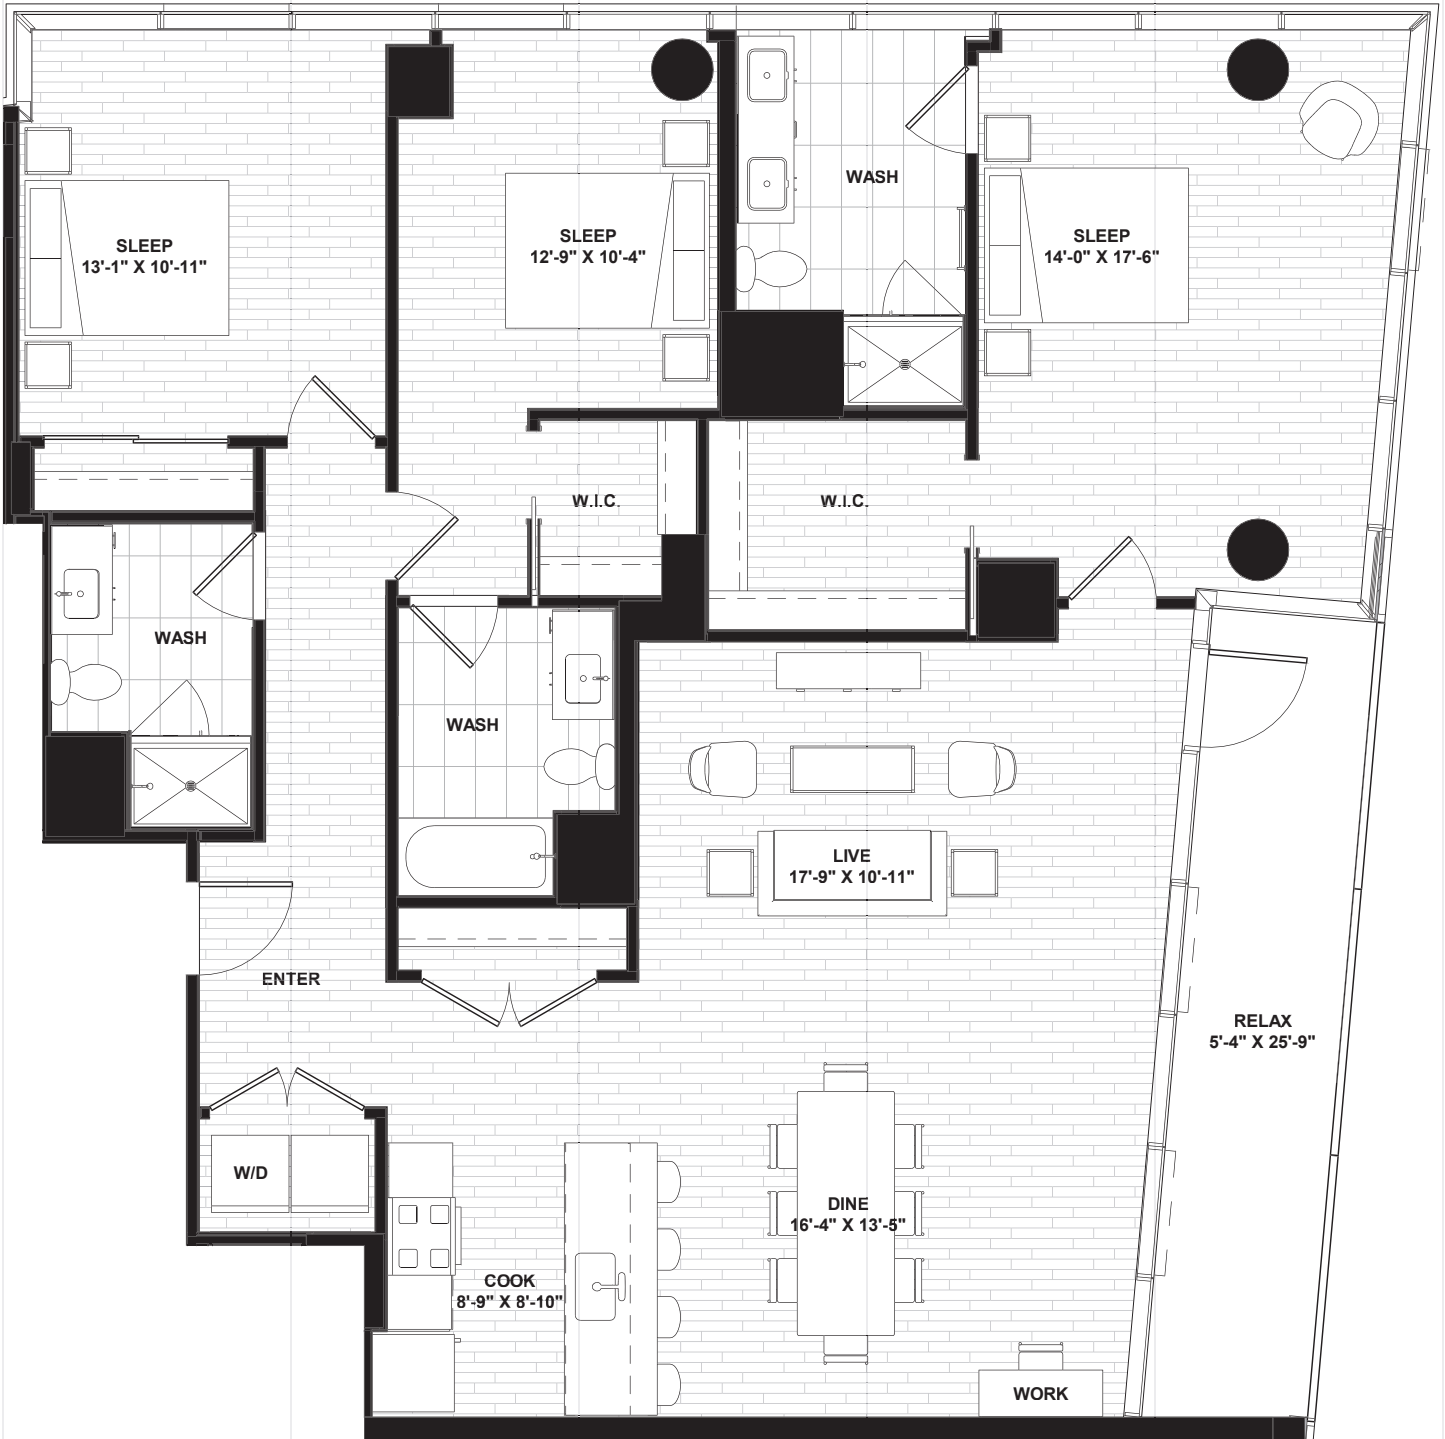 WASH
SLEEP
13'-1" X 10'-11"
SLEEP
12'-9" X 10'-4"
SLEEP
14'-0" X 17'-6"
W.I.C.
W.I.C.
WASH
WASH
LIVE
17'-9" X 10'-11"
ENTER
RELAX
5'-4" X 25'-9"
W/D
DINE
16'-4" X 13'-5"
COOK
8'-9" X 8'-10"
WORK